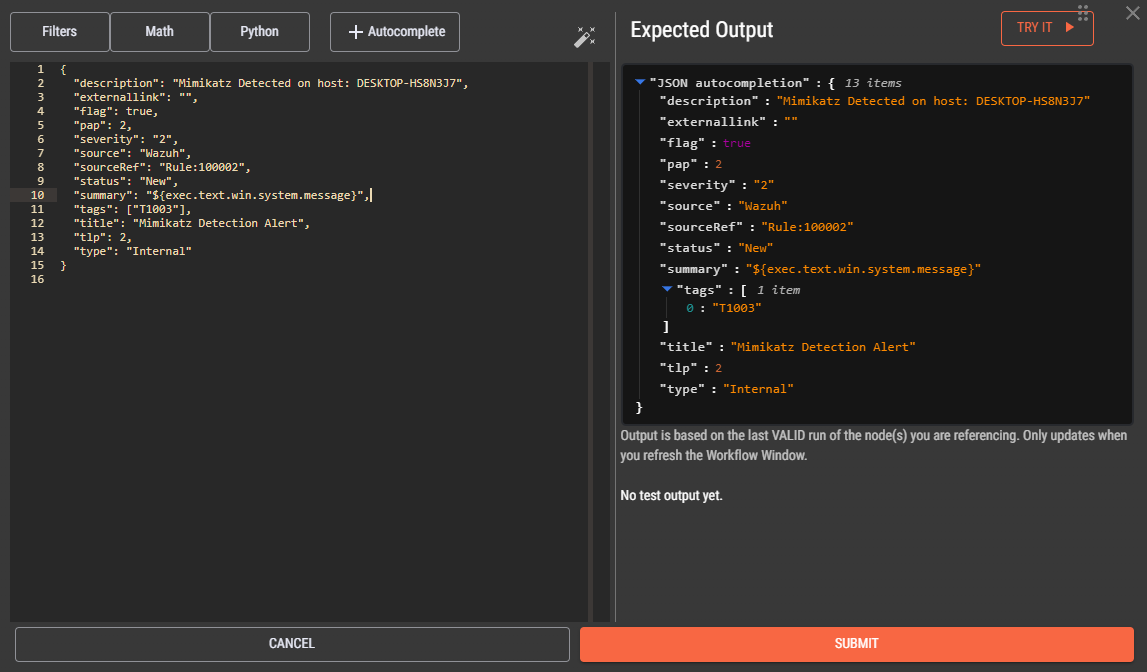 Filters
Math
Python
+ Autocomplete
1 {
2 "description": "Mimikatz Detected on host: DESKTOP-HS8N3J7",
3 "externallink": "",
4 "flag": true,
5 "pap": 2,
6 "severity": "2",
7 "source": "Wazuh",
8 "sourceRef": "Rule:100002",
9 "status": "New",
10 "summary": "${exec.text.win.system.message}",
11 "tags": ["T1003"],
12 "title": "Mimikatz Detection Alert",
13 "tlp": 2,
14 "type": "Internal"
15 }
16
CANCEL
Expected Output
TRY IT
"JSON autocompletion" : { 13 items
"description" : "Mimikatz Detected on host: DESKTOP-HS8N3J7"
"externallink" : ""
"flag" : true
"pap" : 2
"severity" : "2"
"source" : "Wazuh"
"sourceRef" : "Rule:100002"
"status" : "New"
"summary" : "${exec.text.win.system.message}"
"tags" : [ 1 item
0 : "T1003"
]
"title" : "Mimikatz Detection Alert"
"tlp" : 2
"type" : "Internal"
}
Output is based on the last VALID run of the node(s) you are referencing. Only updates when
you refresh the Workflow Window.
No test output yet.
SUBMIT